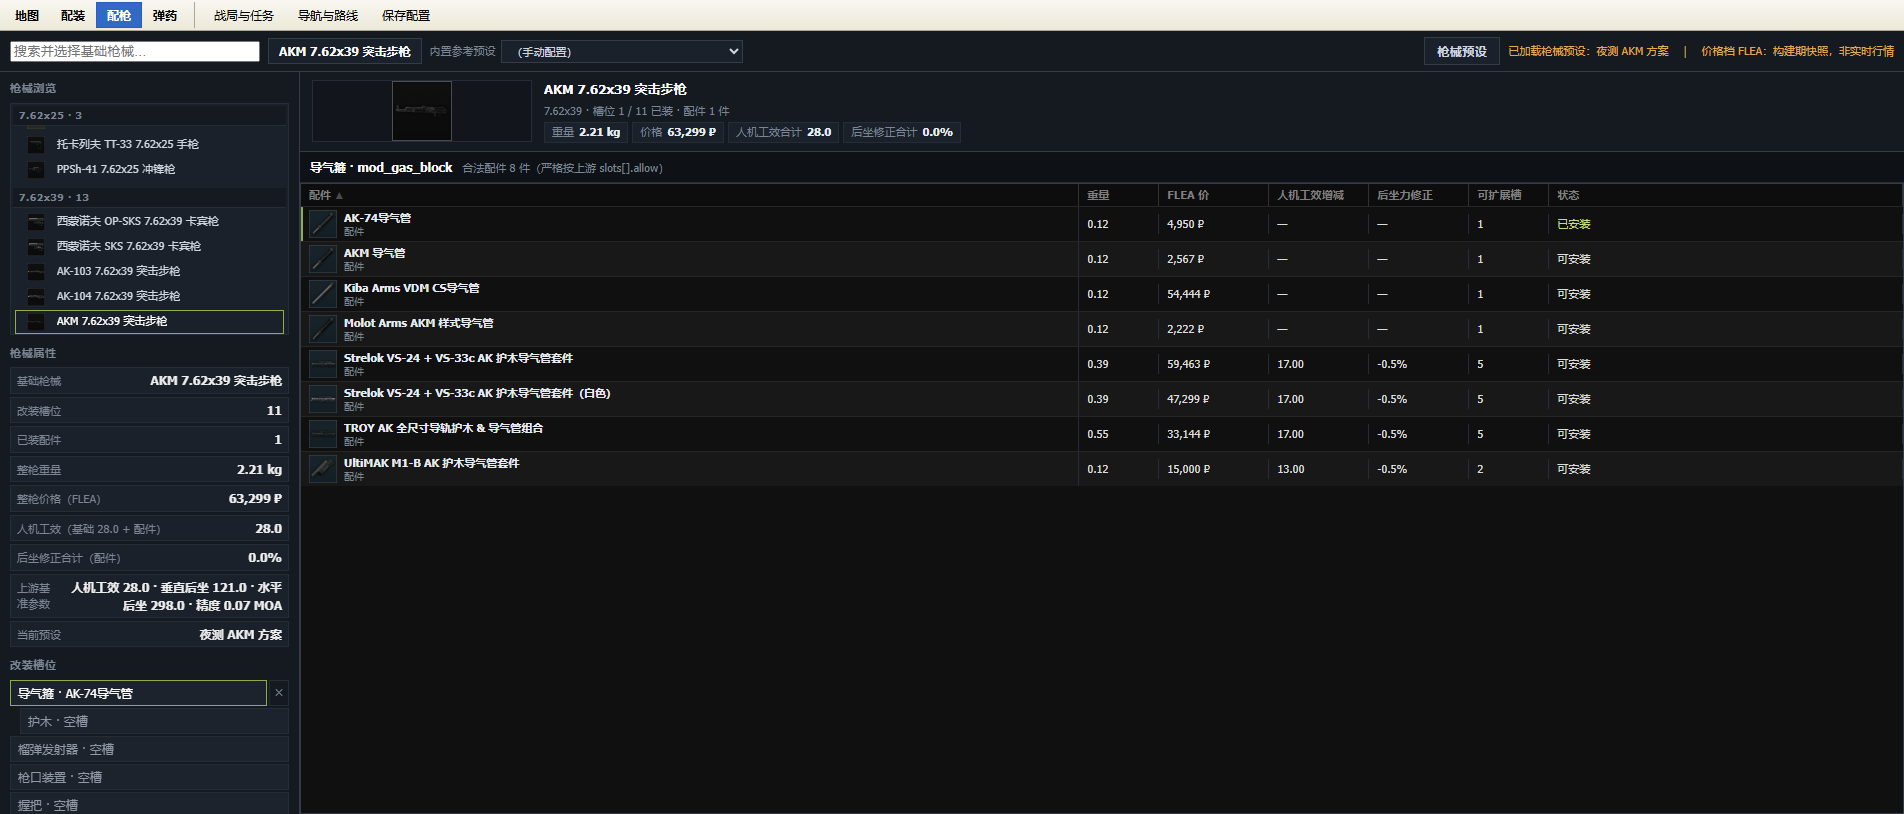 地图 配装 配枪 弹药 战局与任务 导航与路线 保存配置
搜索并选择基础枪械... AKM 7.62x39 突击步枪 内置参考预设 (手动配置) 枪械预设 已加载枪械预设：夜测 AKM 方案 | 价格档 FLEA：构建期快照，非实时行情
枪械浏览
7.62x25 · 3
托卡列夫 TT-33 7.62x25 手枪
PPSh-41 7.62x25 冲锋枪
7.62x39 · 13
西蒙诺夫 OP-SKS 7.62x39 卡宾枪
西蒙诺夫 SKS 7.62x39 卡宾枪
AK-103 7.62x39 突击步枪
AK-104 7.62x39 突击步枪
AKM 7.62x39 突击步枪
枪械属性
基础枪械 AKM 7.62x39 突击步枪
改装槽位 11
已装配件 1
整枪重量 2.21 kg
整枪价格（FLEA） 63,299 ₽
人机工效（基础 28.0 + 配件） 28.0
后坐修正合计（配件） 0.0%
上游基准参数 人机工效 28.0 · 垂直后坐 121.0 · 水平
后坐 298.0 · 精度 0.07 MOA
当前预设 夜测 AKM 方案
改装槽位
导气箍 · AK-74导气管 ×
护木 · 空槽
榴弹发射器 · 空槽
枪口装置 · 空槽
握把 · 空槽
AKM 7.62x39 突击步枪
7.62x39 · 槽位 1 / 11 已装 · 配件 1 件
重量 2.21 kg 价格 63,299 ₽ 人机工效合计 28.0 后坐修正合计 0.0%
导气箍 · mod_gas_block 合法配件 8 件（严格按上游 slots[].allow）
配件 ▲ 重量 FLEA 价 人机工效增减 后坐力修正 可扩展槽 状态
AK-74导气管 0.12 4,950 ₽ — — 1 已安装
配件
AKM 导气管 0.12 2,567 ₽ — — 1 可安装
配件
Kiba Arms VDM CS导气管 0.12 54,444 ₽ — — 1 可安装
配件
Molot Arms AKM 样式导气管 0.12 2,222 ₽ — — 1 可安装
配件
Strelok VS-24 + VS-33c AK 护木导气管套件 0.39 59,463 ₽ 17.00 -0.5% 5 可安装
配件
Strelok VS-24 + VS-33c AK 护木导气管套件（白色） 0.39 47,299 ₽ 17.00 -0.5% 5 可安装
配件
TROY AK 全尺寸导轨护木 & 导气管组合 0.55 33,144 ₽ 17.00 -0.5% 5 可安装
配件
UltiMAK M1-B AK 护木导气管套件 0.12 15,000 ₽ 13.00 -0.5% 2 可安装
配件